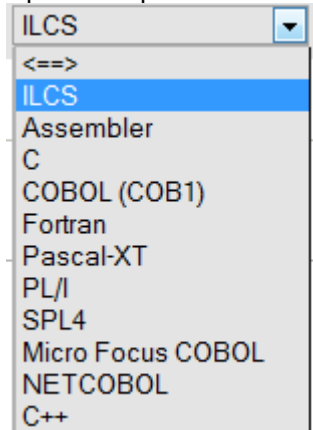 ILCS
<==>
ILCS
Assembler
C
COBOL (COB1)
Fortran
Pascal-XT
PL/I
SPL4
Micro Focus COBOL
NETCOBOL
C++